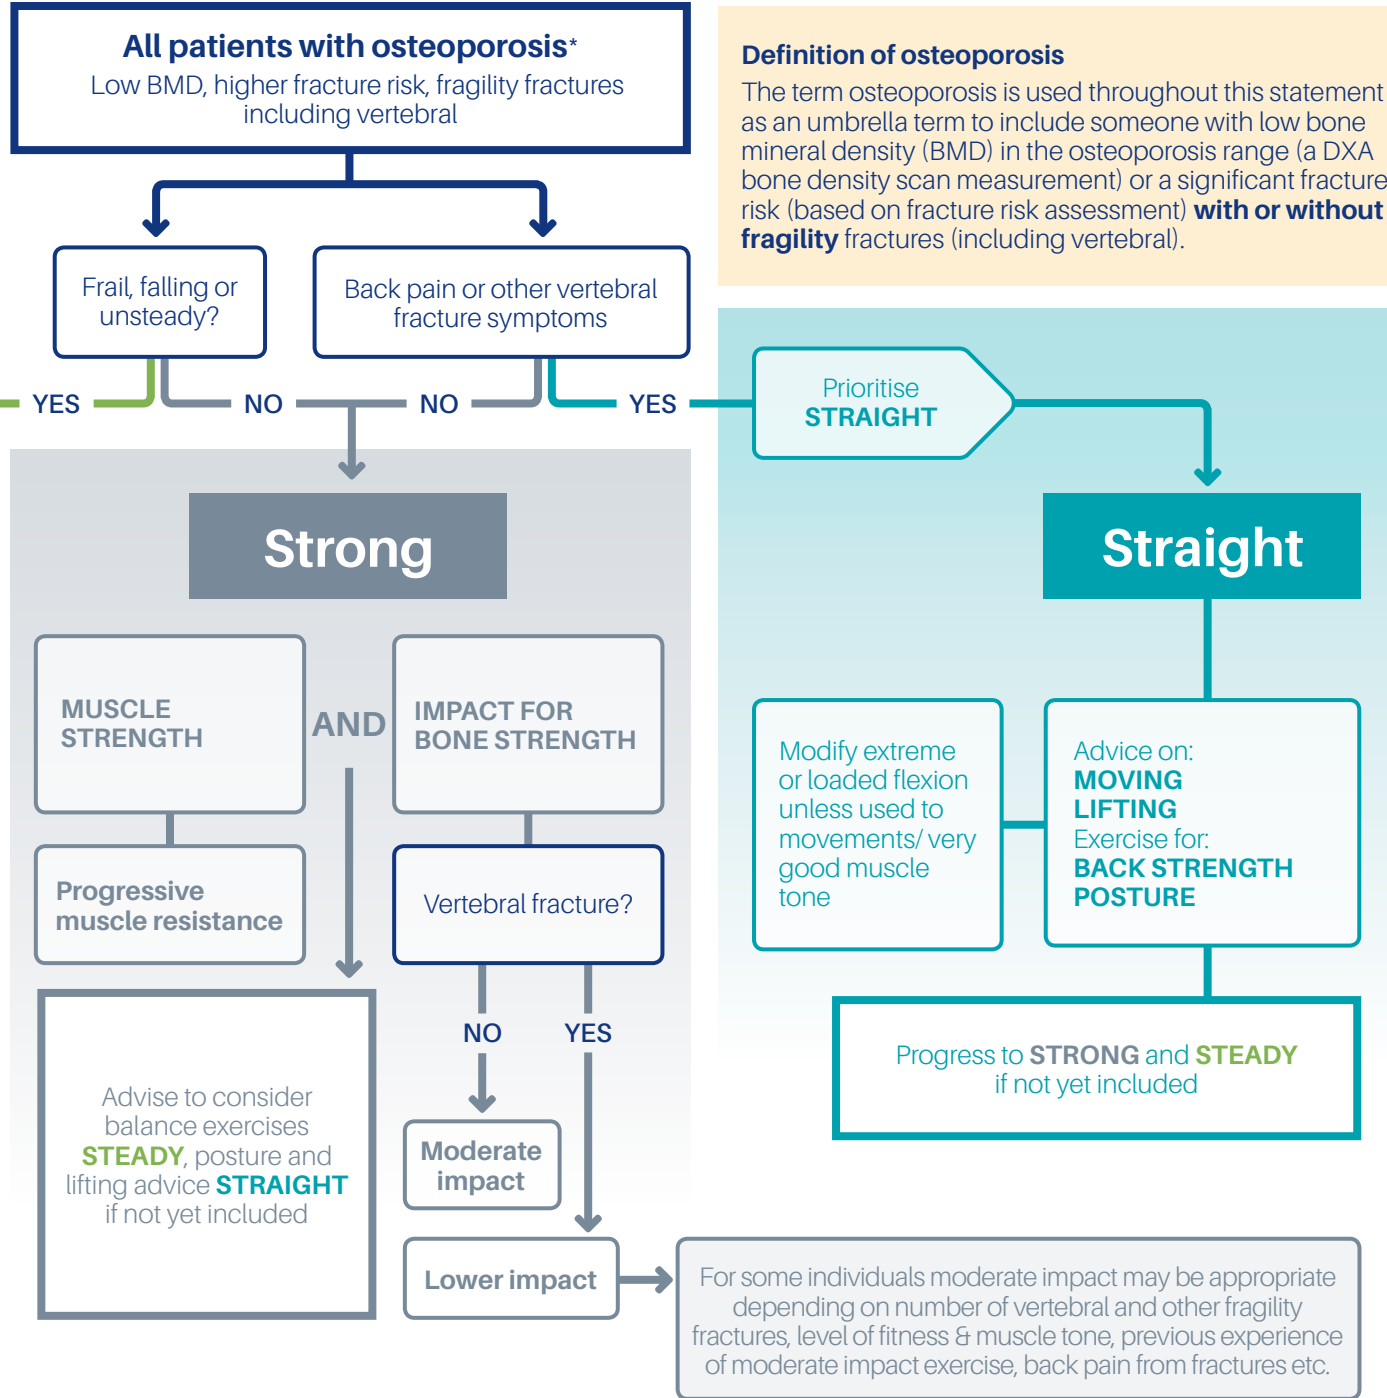 All patients with osteoporosis*
Low BMD, higher fracture risk, fragility fractures
including vertebral
Definition of osteoporosis
The term osteoporosis is used throughout this statement
as an umbrella term to include someone with low bone
mineral density (BMD) in the osteoporosis range (a DXA
bone density scan measurement) or a significant fracture
risk (based on fracture risk assessment) with or without
fragility fractures (including vertebral).
Frail, falling or
unsteady?
Back pain or other vertebral
fracture symptoms
YES
NO
NO
YES
Prioritise
STRAIGHT
Strong
MUSCLE
STRENGTH
AND
IMPACT FOR
BONE STRENGTH
Progressive
muscle resistance
Vertebral fracture?
NO
YES
Advise to consider
balance exercises
STEADY, posture and
lifting advice STRAIGHT
if not yet included
Moderate
impact
Lower impact
For some individuals moderate impact may be appropriate
depending on number of vertebral and other fragility
fractures, level of fitness & muscle tone, previous experience
of moderate impact exercise, back pain from fractures etc.
Straight
Modify extreme
or loaded flexion
unless used to
movements/ very
good muscle
tone
Advice on:
MOVING
LIFTING
Exercise for:
BACK STRENGTH
POSTURE
Progress to STRONG and STEADY
if not yet included